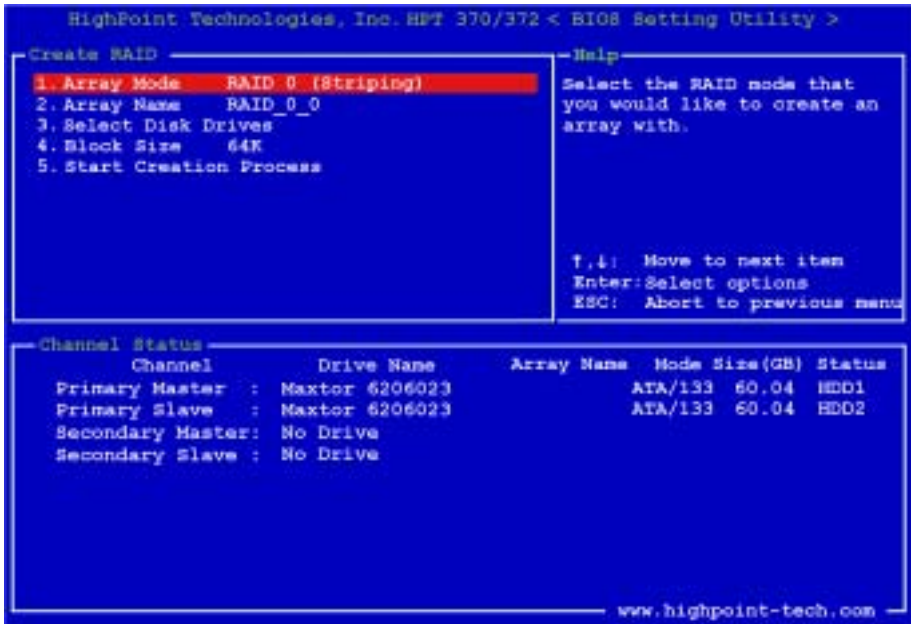 HighPoint Technologies, Inc. HPT 370/372 < BIOS Setting Utility >
Create RAID
1. Array Mode RAID 0 (Striping)
2. Array Name RAID_0_0
3. Select Disk Drives
4. Block Size 64K
5. Start Creation Process
Help
Select the RAID mode that
you would like to create an
array with.
↑,↓: Move to next item
Enter: Select options
ESC: Abort to previous menu
Channel Status
Channel Drive Name Array Name Mode Size(GB) Status
Primary Master : Maxtor 6206023 ATA/133 60.04 HDD1
Primary Slave : Maxtor 6206023 ATA/133 60.04 HDD2
Secondary Master: No Drive
Secondary Slave : No Drive
www.highpoint-tech.com